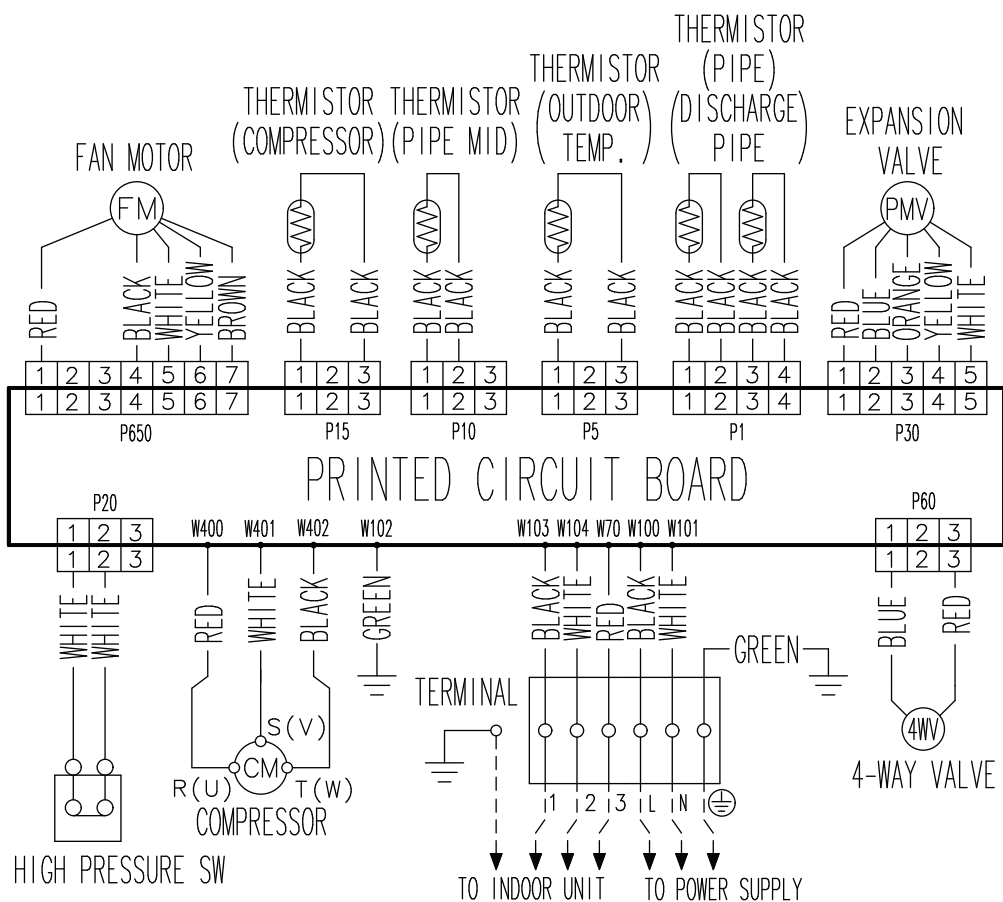 THERMISTOR
(PIPE)
(DISCHARGE
PIPE)
THERMISTOR
(OUTDOOR
TEMP.)
THERMISTOR
(COMPRESSOR)
THERMISTOR
(PIPE MID)
EXPANSION
VALVE
FAN MOTOR
FM
PMV
RED
BLACK
WHITE
YELLOW
BROWN
BLACK
BLACK
BLACK
BLACK
BLACK
BLACK
BLACK
BLACK
BLACK
BLACK
RED
BLUE
ORANGE
YELLOW
WHITE
1 2 3 4 5 6 7
1 2 3 4 5 6 7
P650
1 2 3
1 2 3
P15
1 2 3
1 2 3
P10
1 2 3
1 2 3
P5
1 2 3 4
1 2 3 4
P1
1 2 3 4 5
1 2 3 4 5
P30
PRINTED CIRCUIT BOARD
P20
1 2 3
1 2 3
W400 W401 W402 W102
W103 W104 W70 W100 W101
P60
1 2 3
1 2 3
WHITE
WHITE
RED
WHITE
BLACK
GREEN
BLACK
WHITE
RED
BLACK
WHITE
GREEN
BLUE
RED
TERMINAL
S(V)
CM
R(U)
T(W)
COMPRESSOR
4WV
4-WAY VALVE
1 2 3 L N
HIGH PRESSURE SW
TO INDOOR UNIT
TO POWER SUPPLY